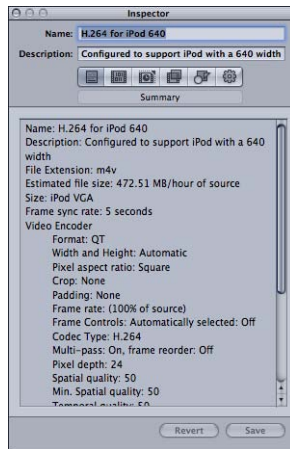 Inspector
Name: H.264 for iPod 640
Description: Configured to support iPod with a 640 width
Summary
Name: H.264 for iPod 640
Description: Configured to support iPod with a 640
width
File Extension: m4v
Estimated file size: 472.51 MB/hour of source
Size: iPod VGA
Frame sync rate: 5 seconds
Video Encoder
Format: QT
Width and Height: Automatic
Pixel aspect ratio: Square
Crop: None
Padding: None
Frame rate: (100% of source)
Frame Controls: Automatically selected: Off
Codec Type: H.264
Multi-pass: On, frame reorder: Off
Pixel depth: 24
Spatial quality: 50
Min. Spatial quality: 50
Temporal quality: 50
Revert Save